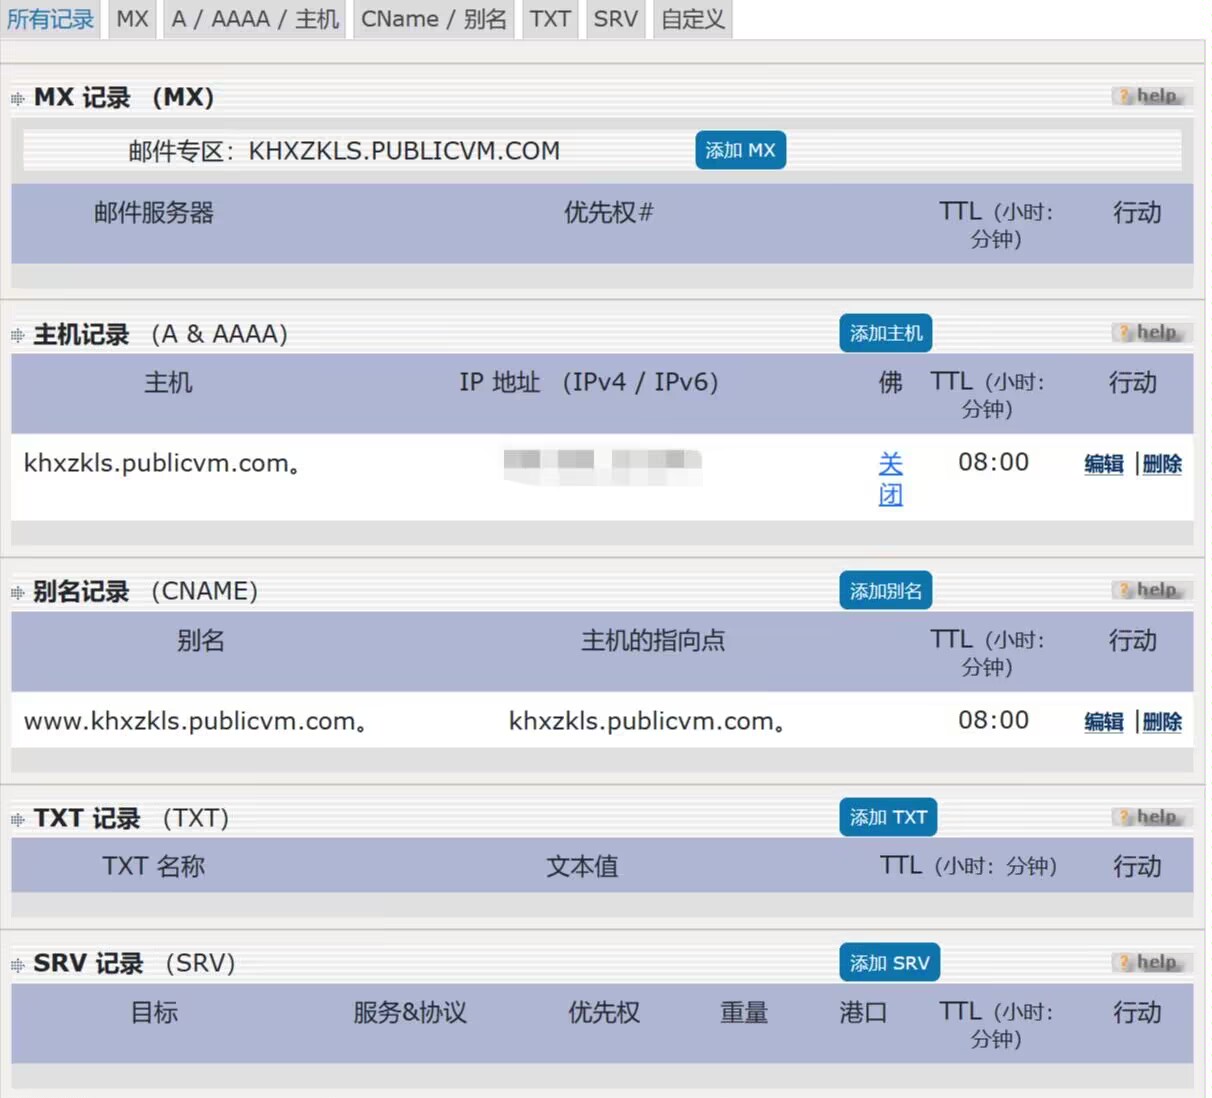 所有记录 MX A / AAAA / 主机 CName / 别名 TXT SRV 自定义
MX 记录 （MX） help
邮件专区：KHXZKLS.PUBLICVM.COM 添加 MX
邮件服务器 优先权# TTL（小时： 行动
分钟）
主机记录 （A & AAAA） 添加主机 help
主机 IP 地址 （IPv4 / IPv6） 佛 TTL（小时： 行动
分钟）
khxzkls.publicvm.com。 关 08:00 编辑 |删除
闭
别名记录 （CNAME） 添加别名 help
别名 主机的指向点 TTL（小时： 行动
分钟）
www.khxzkls.publicvm.com。 khxzkls.publicvm.com。 08:00 编辑 |删除
TXT 记录 （TXT） 添加 TXT help
TXT 名称 文本值 TTL（小时：分钟） 行动
SRV 记录 （SRV） 添加 SRV help
目标 服务&协议 优先权 重量 港口 TTL（小时： 行动
分钟）